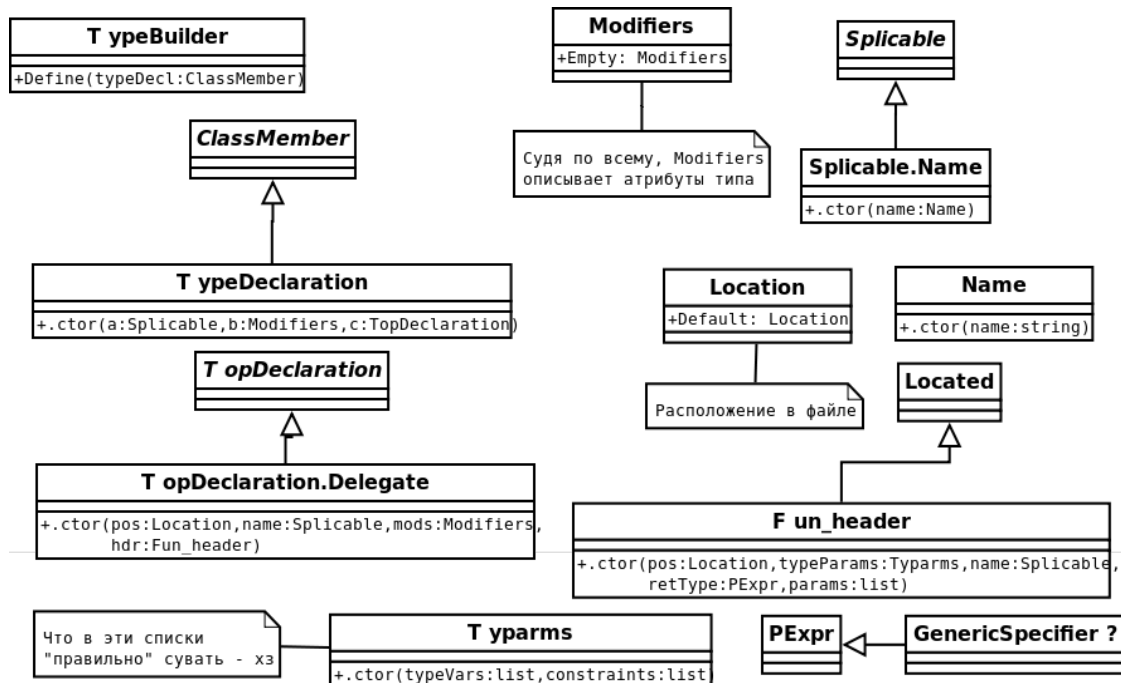 T ypeBuilder
+Define(typeDecl:ClassMember)
Modifiers
+Empty: Modifiers
Splicable
ClassMember
Судя по всему, Modifiers
описывает атрибуты типа
Splicable.Name
+.ctor(name:Name)
T ypeDeclaration
+.ctor(a:Splicable,b:Modifiers,c:TopDeclaration)
Location
+Default: Location
Name
+.ctor(name:string)
T opDeclaration
Расположение в файле
Located
T opDeclaration.Delegate
+.ctor(pos:Location,name:Splicable,mods:Modifiers,
hdr:Fun_header)
F un_header
+.ctor(pos:Location,typeParams:Typarms,name:Splicable,
retType:PExpr,params:list)
Что в эти списки
"правильно" сувать - хз
T yparms
+.ctor(typeVars:list,constraints:list)
PExpr
GenericSpecifier ?